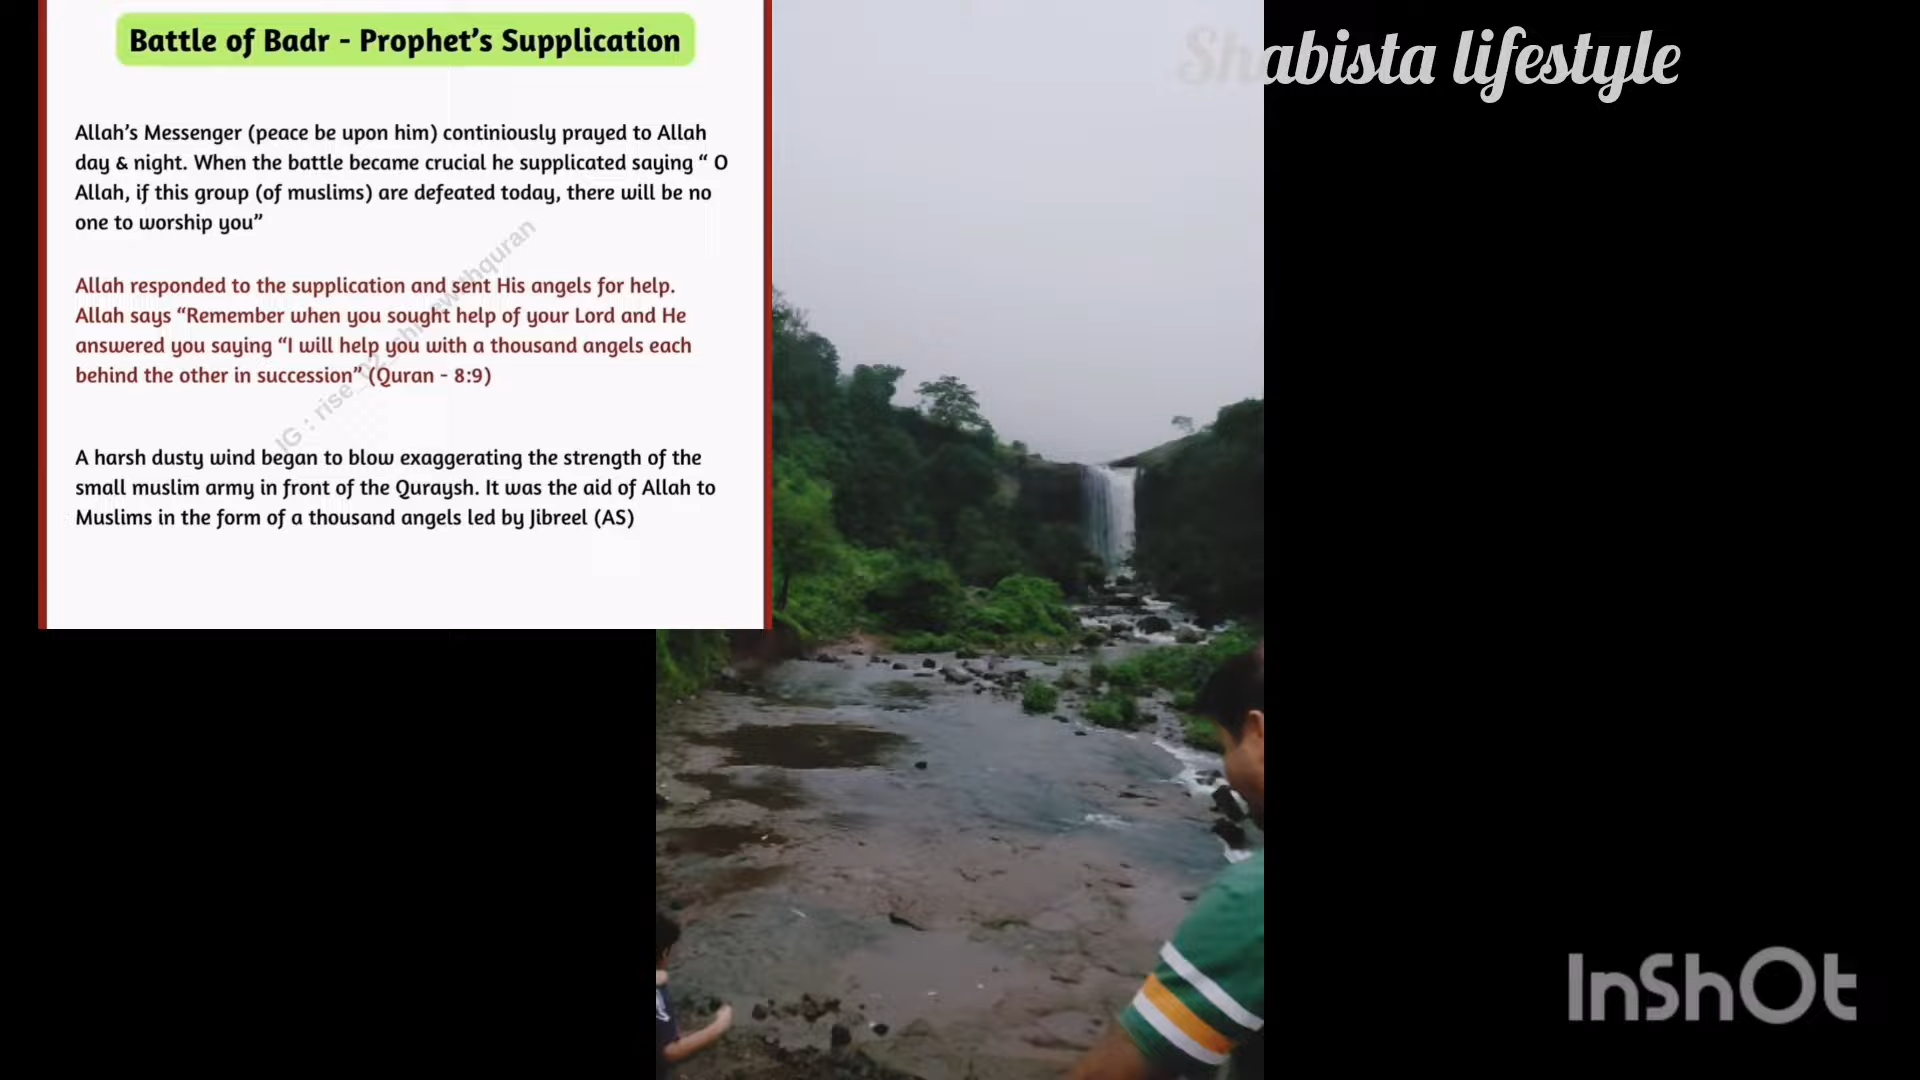 Battle of Badr - Prophet's Supplication
Shabista lifestyle
Allah's Messenger (peace be upon him) continiously prayed to Allah
day & night. When the battle became crucial he supplicated saying “ O
Allah, if this group (of muslims) are defeated today, there will be no
one to worship you”
Allah responded to the supplication and sent His angels for help.
Allah says “Remember when you sought help of your Lord and He
answered you saying “I will help you with a thousand angels each
behind the other in succession” (Quran - 8:9)
A harsh dusty wind began to blow exaggerating the strength of the
small muslim army in front of the Quraysh. It was the aid of Allah to
Muslims in the form of a thousand angels led by Jibreel (AS)
IG :
InShOt